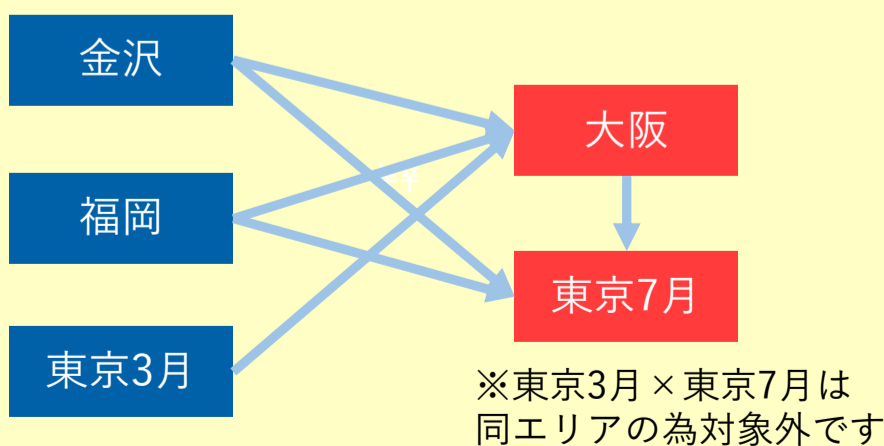 金沢
大阪
福岡
東京7月
東京3月
※東京3月×東京7月は
同エリアの為対象外です